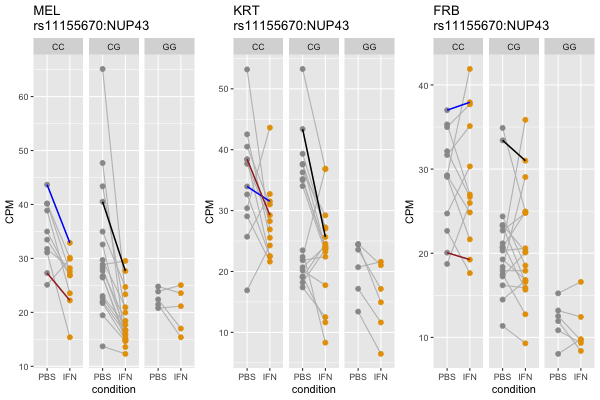 MEL
rs11155670:NUP43
CC CG GG
CPM
60
50
40
30
20
10
PBS IFN PBS IFN PBS IFN
condition
KRT
rs11155670:NUP43
CC CG GG
CPM
50
40
30
20
10
PBS IFN PBS IFN PBS IFN
condition
FRB
rs11155670:NUP43
CC CG GG
CPM
40
30
20
10
PBS IFN PBS IFN PBS IFN
condition